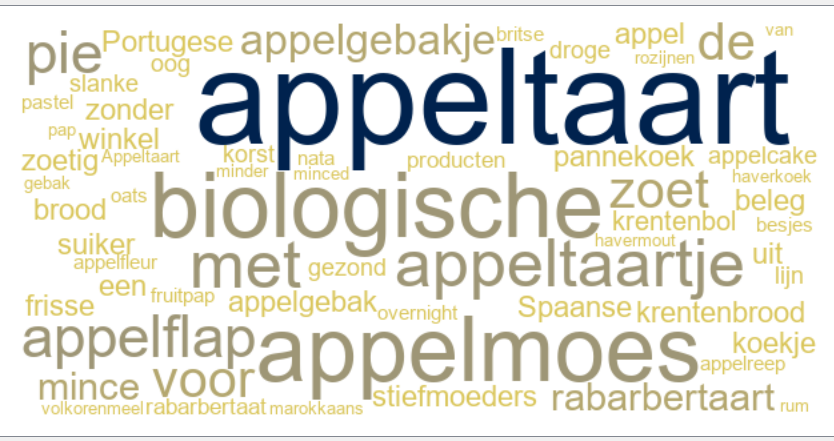 pie Portugese appelgebakje britse droge appel de van
oog rozijnen
slanke appeltaart
pastel zonder
pap winkel
zoetig Appeltaart korst nata producten pannekoek appelcake
minder minced haverkoek
gebak oats biologische zoet beleg
brood krentenbol besjes
suiker havermout
appelfleur met gezond appeltaartje uit lijn
een fruitpap
frisse appelgebak overnight Spaanse krentenbrood
appelflap appelmoes koekje
appelreep
mince voor stiefmoeders rabarbertaart
volkorenmeel rabarbertaat marokkaans rum